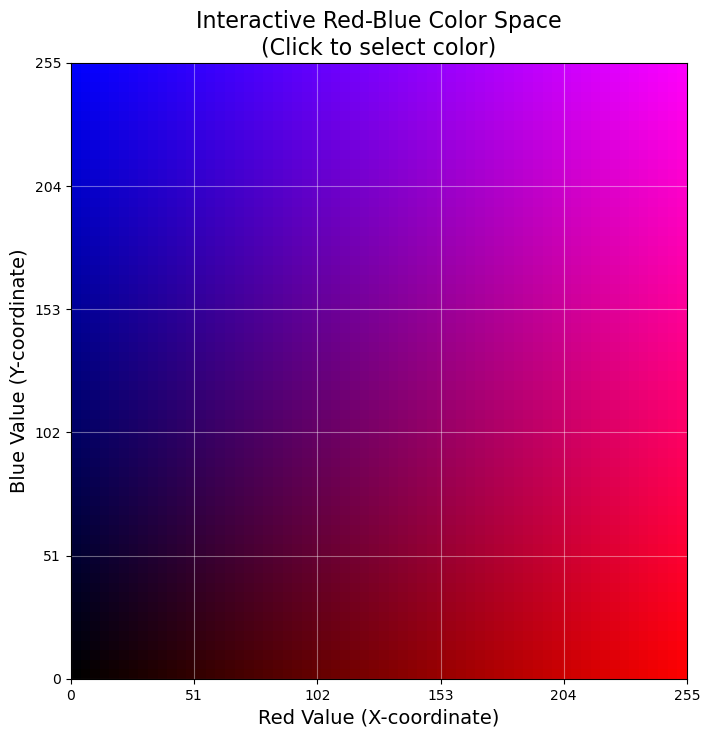 Interactive Red-Blue Color Space
(Click to select color)
255
204
153
102
51
0
Blue Value (Y-coordinate)
0 51 102 153 204 255
Red Value (X-coordinate)